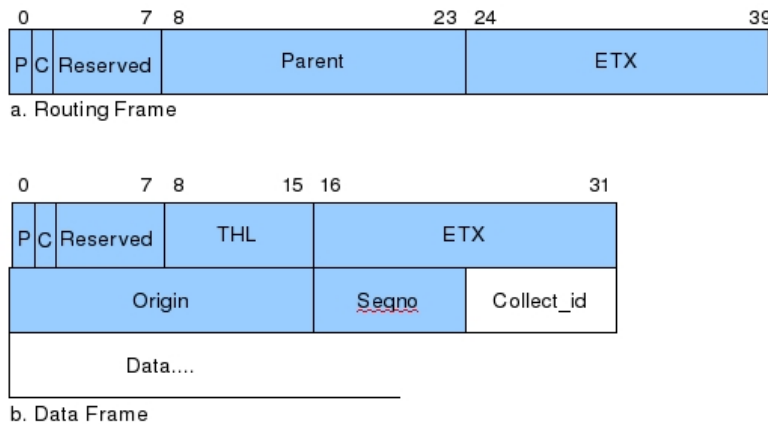 0 7 8 23 24 39
P C Reserved Parent ETX
a. Routing Frame
0 7 8 15 16 31
P C Reserved THL ETX
Origin Seqno Collect_id
Data....
b. Data Frame